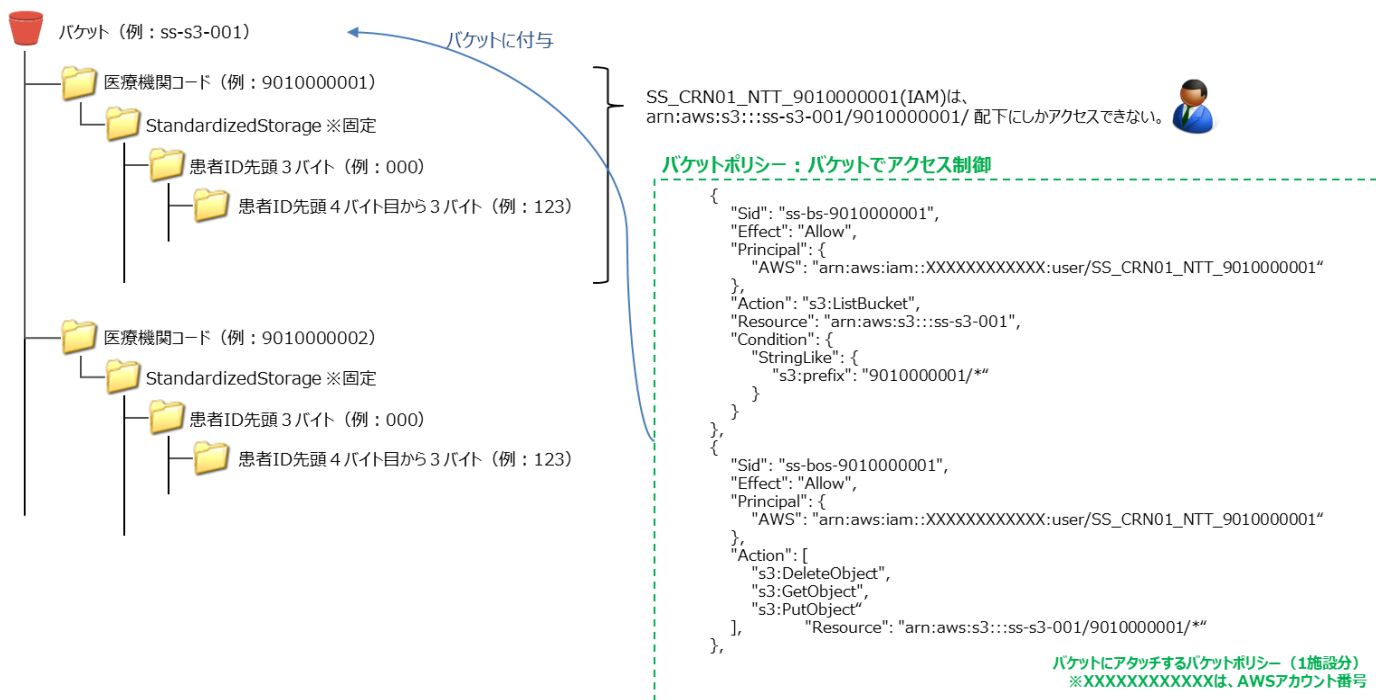 バケット（例：ss-s3-001）
バケットに付与
医療機関コード（例：9010000001）
StandardizedStorage ※固定
患者ID先頭３バイト（例：000）
患者ID先頭４バイト目から３バイト（例：123）
医療機関コード（例：9010000002）
StandardizedStorage ※固定
患者ID先頭３バイト（例：000）
患者ID先頭４バイト目から３バイト（例：123）
SS_CRN01_NTT_9010000001(IAM)は、
arn:aws:s3:::ss-s3-001/9010000001/ 配下にしかアクセスできない。
バケットポリシー：バケットでアクセス制御
{
"Sid": "ss-bs-9010000001",
"Effect": "Allow",
"Principal": {
"AWS": "arn:aws:iam::XXXXXXXXXXXX:user/SS_CRN01_NTT_9010000001“
},
"Action": "s3:ListBucket",
"Resource": "arn:aws:s3:::ss-s3-001",
"Condition": {
"StringLike": {
"s3:prefix": "9010000001/*“
}
}
},
{
"Sid": "ss-bos-9010000001",
"Effect": "Allow",
"Principal": {
"AWS": "arn:aws:iam::XXXXXXXXXXXX:user/SS_CRN01_NTT_9010000001“
},
"Action": [
"s3:DeleteObject",
"s3:GetObject",
"s3:PutObject“
], "Resource": "arn:aws:s3:::ss-s3-001/9010000001/*“
},
バケットにアタッチするバケットポリシー（1施設分）
※XXXXXXXXXXXXは、AWSアカウント番号